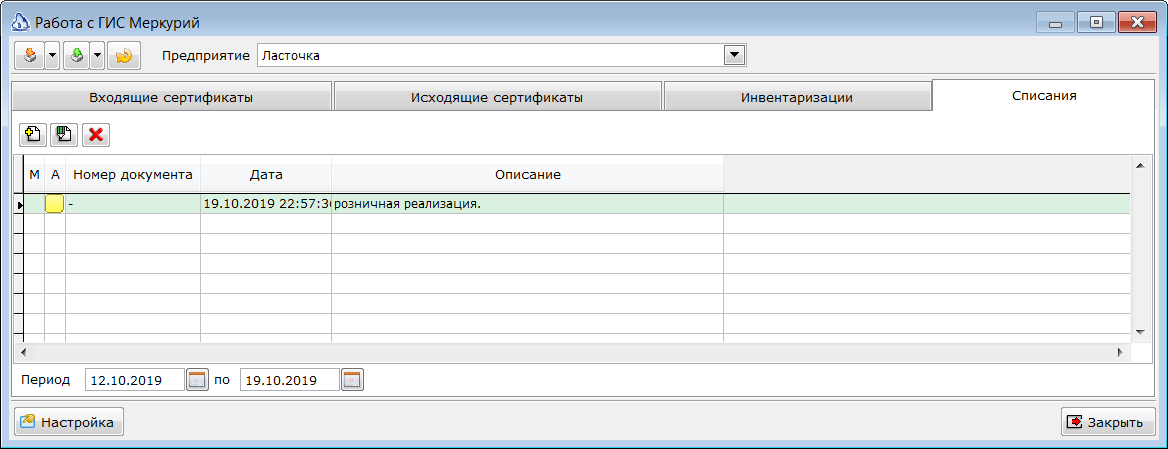 Работа с ГИС Меркурий
Предприятие Ласточка
Входящие сертификаты Исходящие сертификаты Инвентаризации Списания
М А Номер документа Дата Описание
- 19.10.2019 22:57:36 розничная реализация.
Период 12.10.2019 по 19.10.2019
Настройка Закрыть